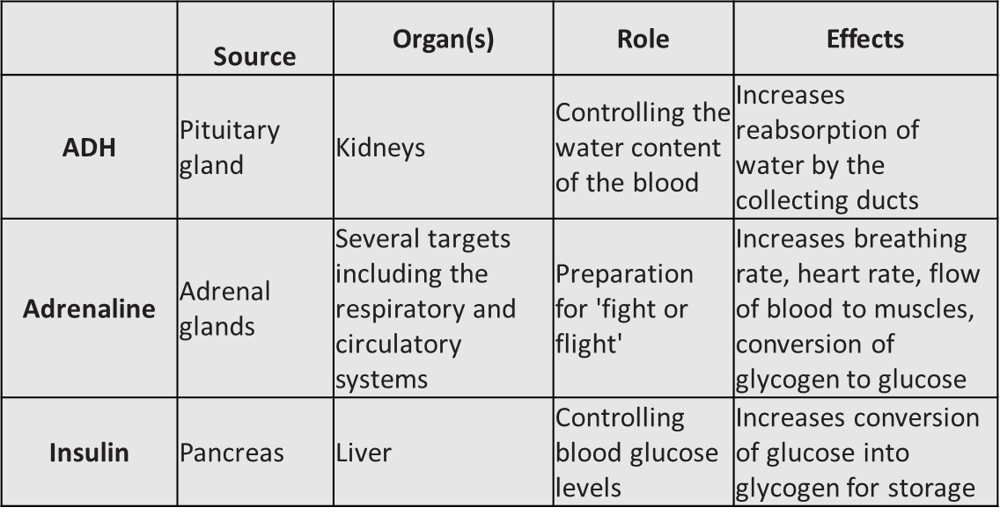 Source
Organ(s)
Role
Effects
ADH
Pituitary
gland
Kidneys
Controlling the
water content
of the blood
Increases
reabsorption of
water by the
collecting ducts
Adrenaline
Adrenal
glands
Several targets
including the
respiratory and
circulatory
systems
Preparation
for 'fight or
flight'
Increases breathing
rate, heart rate, flow
of blood to muscles,
conversion of
glycogen to glucose
Insulin
Pancreas
Liver
Controlling
blood glucose
levels
Increases conversion
of glucose into
glycogen for storage